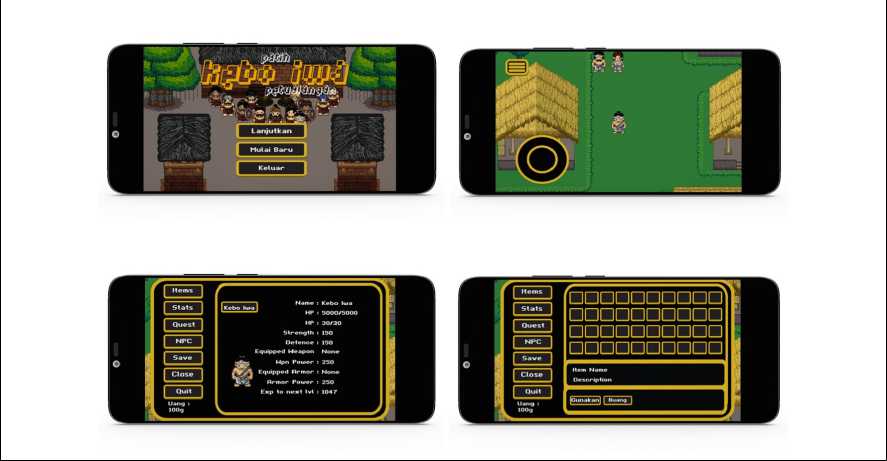 patih
kebo iwa
petualangan
Lanjutkan
Mulai Baru
Keluar
Items
Stats
Quest
NPC
Save
Close
Quit
Uang :
100g
Kebo Iwa
Name : Kebo Iwa
HP : 5000/5000
MP : 20/20
Strength : 150
Defence : 150
Equipped Weapon None
Wpn Power : 250
Equipped Armor : None
Armor Power : 250
Exp to next lvl : 1047
Items
Stats
Quest
NPC
Save
Close
Quit
Uang :
100g
Item Name
Description
Gunakan
Buang